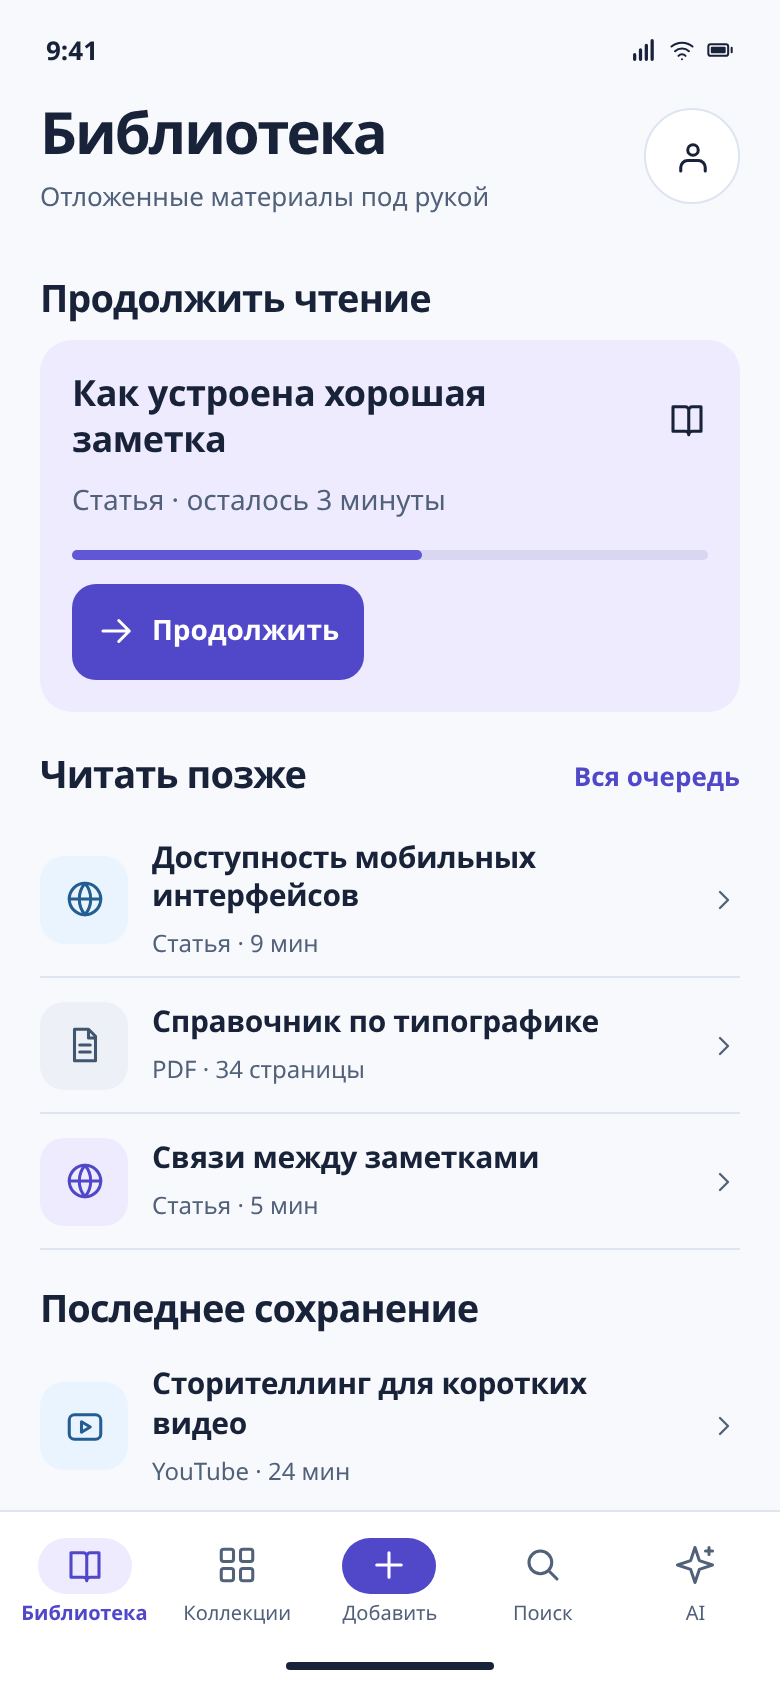 9:41
Библиотека
Отложенные материалы под рукой
Продолжить чтение
Как устроена хорошая
заметка
Статья · осталось 3 минуты
Продолжить
Читать позже
Вся очередь
Доступность мобильных
интерфейсов
Статья · 9 мин
Справочник по типографике
PDF · 34 страницы
Связи между заметками
Статья · 5 мин
Последнее сохранение
Сторителлинг для коротких
видео
YouTube · 24 мин
Библиотека
Коллекции
Добавить
Поиск
AI